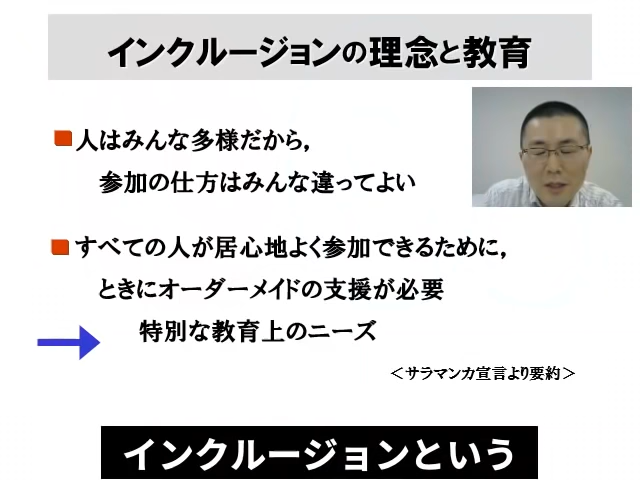 インクルージョンの理念と教育
人はみんな多様だから，
参加の仕方はみんな違ってよい
すべての人が居心地よく参加できるために，
ときにオーダーメイドの支援が必要
特別な教育上のニーズ
＜サラマンカ宣言より要約＞
インクルージョンという